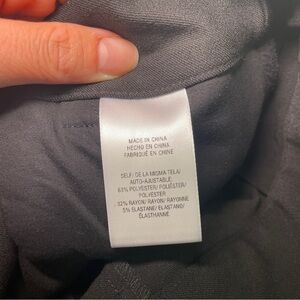 MADE IN CHINA
HECHO EN CHINA
FABRIQUÉ EN CHINE
SELF/ DE LA MISMA TELA/
AUTO-AJUSTABLE:
63% POLYESTER/ POLIÉSTER/
POLYESTER
32% RAYON/ RAYÓN/ RAYONNE
5% ELASTANE/ ELASTANO/
ÉLASTHANNE